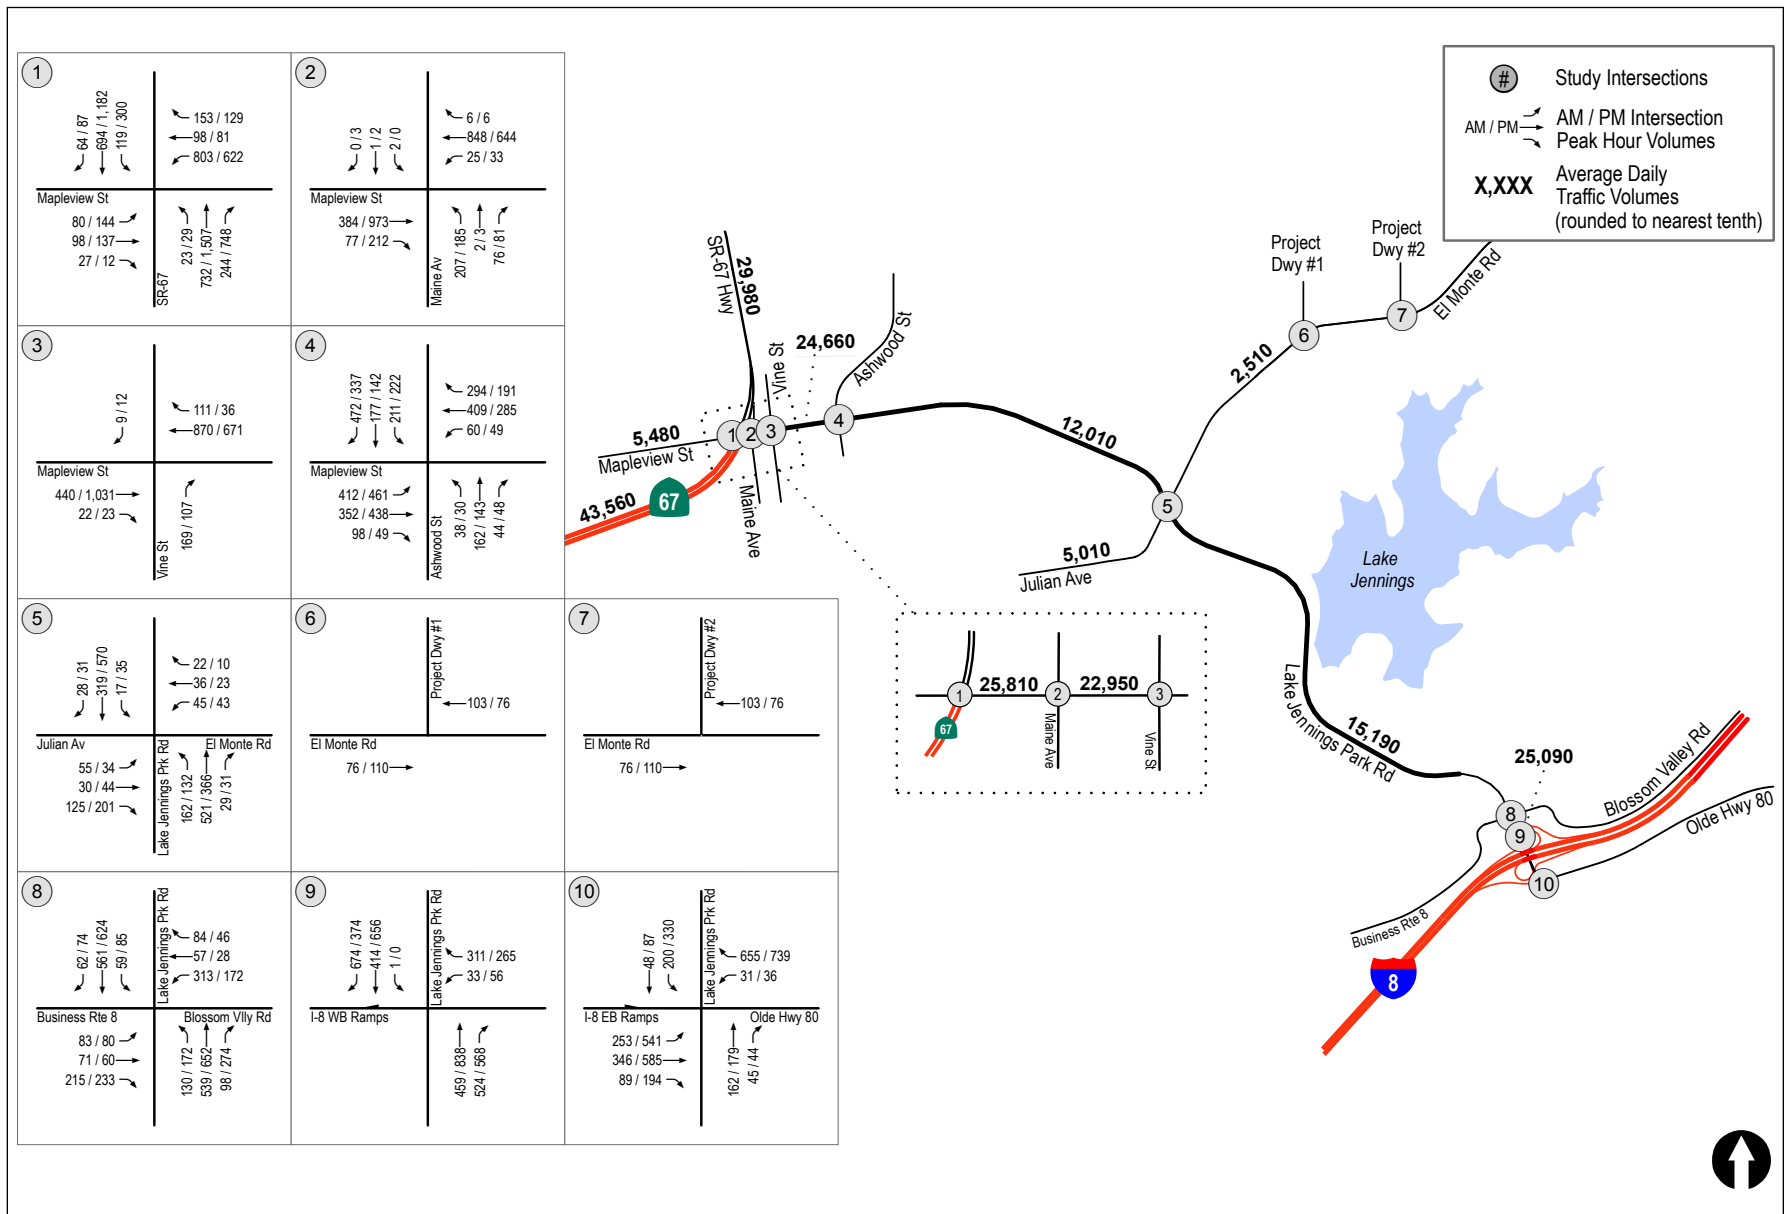 1
64 / 87
694 / 1,182
119 / 300
153 / 129
98 / 81
803 / 622
Mapleview St
80 / 144
98 / 137
27 / 12
SR-67
23 / 29
732 / 1,507
244 / 748
2
0 / 3
1 / 2
2 / 0
6 / 6
848 / 644
25 / 33
Mapleview St
384 / 973
77 / 212
Maine Av
207 / 185
2 / 3
76 / 81
3
9 / 12
111 / 36
870 / 671
Mapleview St
440 / 1,031
22 / 23
Vine St
169 / 107
4
472 / 337
177 / 142
211 / 222
294 / 191
409 / 285
60 / 49
Mapleview St
412 / 461
352 / 438
98 / 49
Ashwood St
38 / 30
162 / 143
44 / 48
5
28 / 31
319 / 570
17 / 35
22 / 10
36 / 23
45 / 43
Julian Av
El Monte Rd
55 / 34
30 / 44
125 / 201
Lake Jennings Prk Rd
162 / 132
521 / 366
29 / 31
6
Project Dwy #1
103 / 76
El Monte Rd
76 / 110
7
Project Dwy #2
103 / 76
El Monte Rd
76 / 110
8
62 / 74
561 / 624
59 / 85
Lake Jennings Prk Rd
84 / 46
57 / 28
313 / 172
Business Rte 8
Blossom Vlly Rd
83 / 80
71 / 60
215 / 233
130 / 172
539 / 652
98 / 274
9
674 / 374
414 / 656
1 / 0
Lake Jennings Prk Rd
311 / 265
33 / 56
I-8 WB Ramps
459 / 838
524 / 568
10
48 / 87
200 / 330
Lake Jennings Prk Rd
655 / 739
31 / 36
I-8 EB Ramps
Olde Hwy 80
253 / 541
346 / 585
89 / 194
162 / 179
45 / 44
#
Study Intersections
AM / PM
AM / PM Intersection
Peak Hour Volumes
X,XXX
Average Daily
Traffic Volumes
(rounded to nearest tenth)
SR-67 Hwy
29,980
Vine St
24,660
Ashwood St
5,480
Mapleview St
1
2
3
4
43,560
67
Maine Ave
12,010
Project
Dwy #1
Project
Dwy #2
El Monte Rd
6
7
2,510
5
5,010
Julian Ave
Lake
Jennings
1
25,810
2
22,950
3
67
Maine Ave
Vine St
Lake Jennings Park Rd
15,190
25,090
Blossom Valley Rd
Olde Hwy 80
8
9
10
Business Rte 8
8